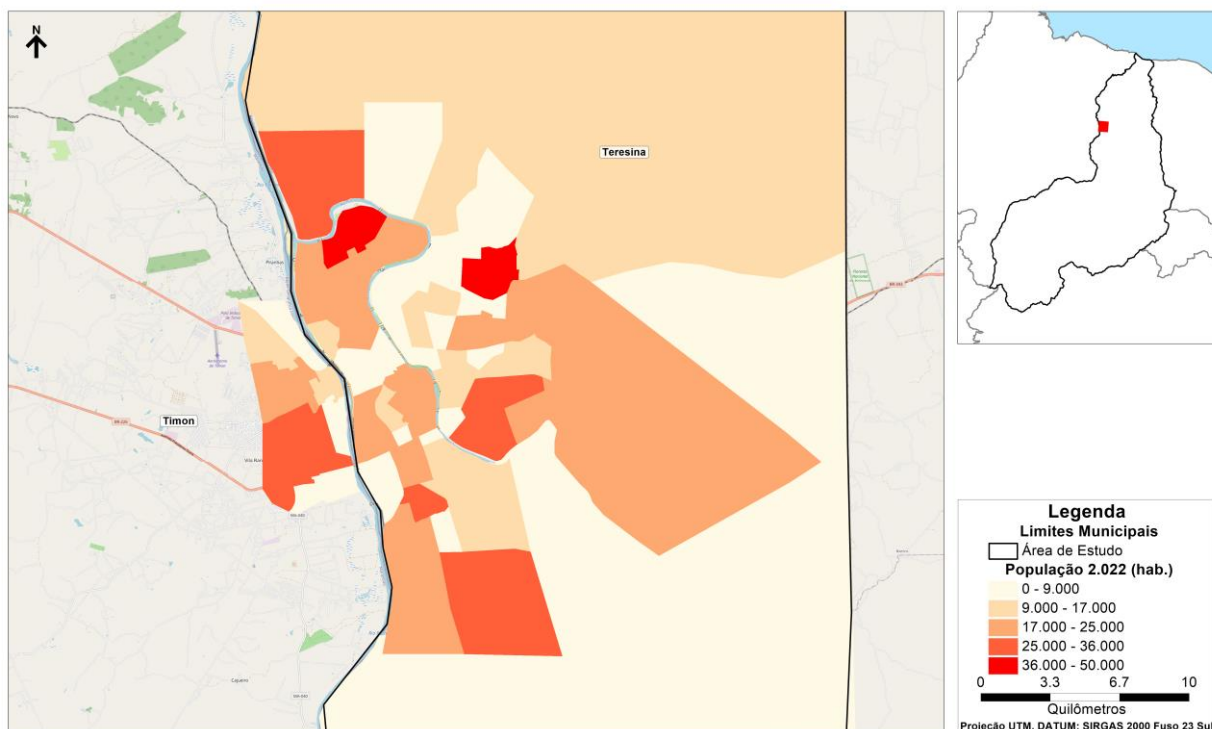 N
Teresina
Timon
Legenda
Limites Municipais
Área de Estudo
População 2.022 (hab.)
0 - 9.000
9.000 - 17.000
17.000 - 25.000
25.000 - 36.000
36.000 - 50.000
0 3.3 6.7 10
Quilômetros
Projeção UTM. DATUM: SIRGAS 2000 Fuso 23 Sul